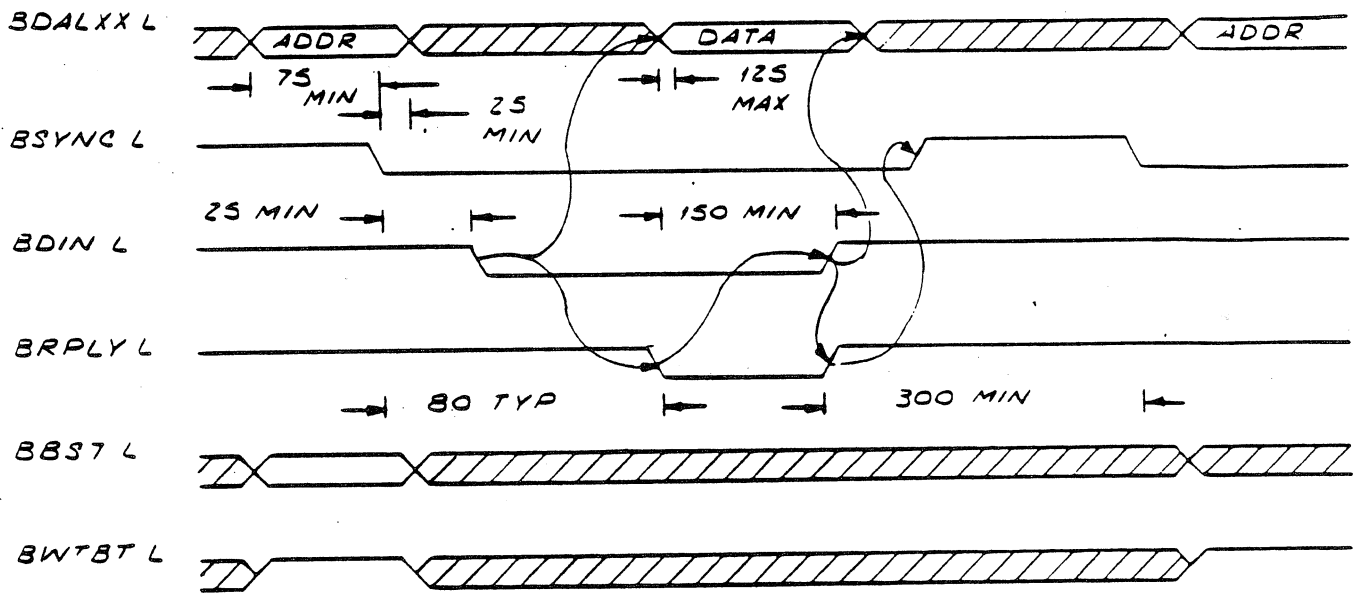 BDALXX L ADDR DATA ADDR
75 MIN 125 MAX
25 MIN
BSYNC L
25 MIN 150 MIN
BDIN L
BRPLY L
80 TYP 300 MIN
BBS7 L
BWTBT L